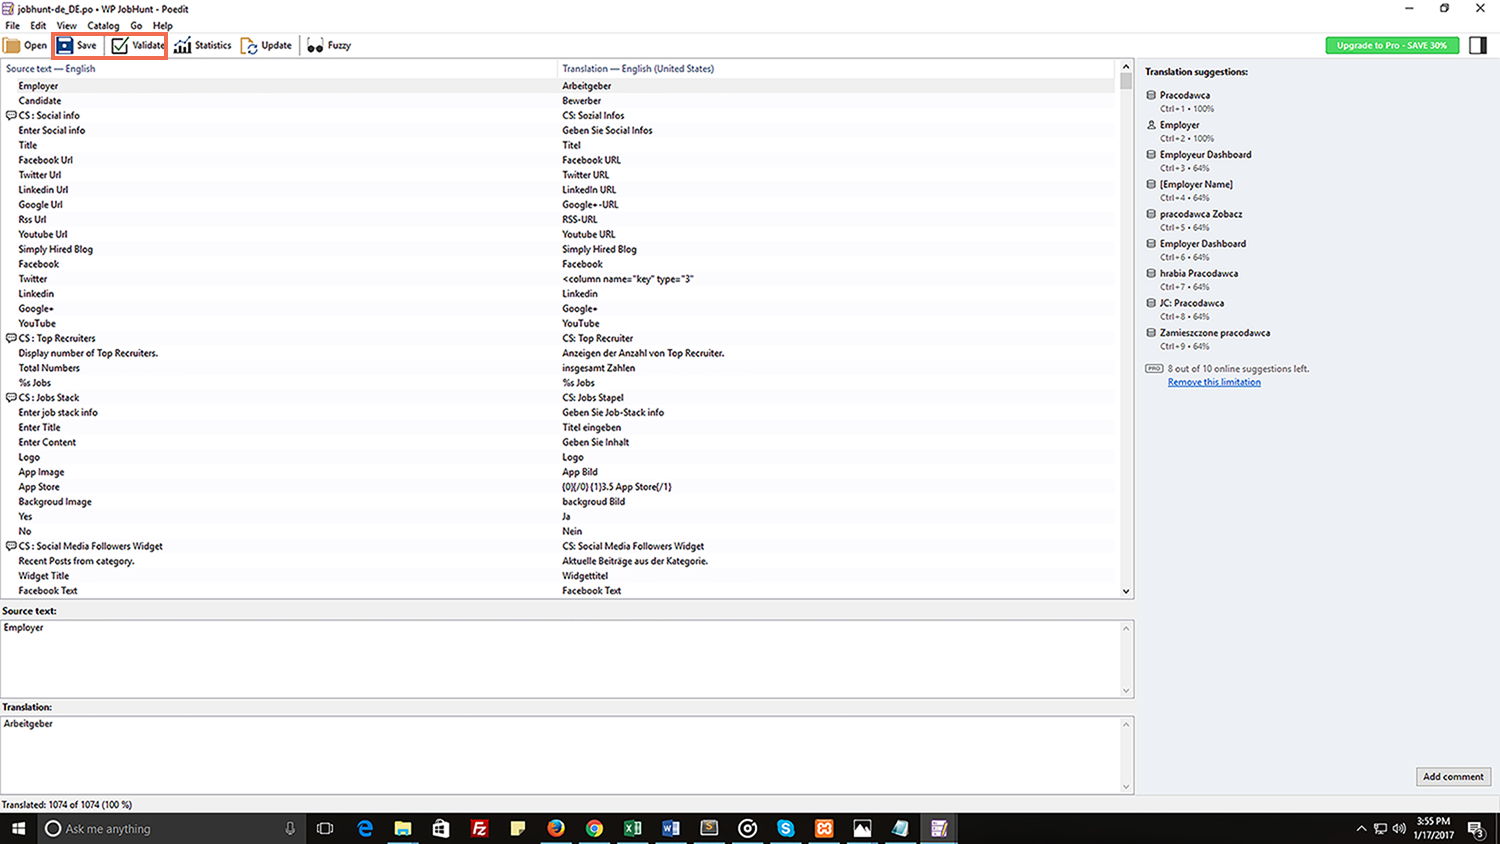 jobhunt-de_DE.po • WP JobHunt - Poedit
File Edit View Catalog Go Help
Open Save Validate Statistics Update Fuzzy Upgrade to Pro - SAVE 30%
Source text — English Translation — English (United States)
Employer Arbeitgeber
Candidate Bewerber
CS : Social info CS: Sozial Infos
Enter Social info Geben Sie Social Infos
Title Titel
Facebook Url Facebook URL
Twitter Url Twitter URL
Linkedin Url LinkedIn URL
Google Url Google+-URL
Rss Url RSS-URL
Youtube Url Youtube URL
Simply Hired Blog Simply Hired Blog
Facebook Facebook
Twitter <column name="key" type="3"
Linkedin Linkedin
Google+ Google+
YouTube YouTube
CS : Top Recruiters CS: Top Recruiter
Display number of Top Recruiters. Anzeigen der Anzahl von Top Recruiter.
Total Numbers insgesamt Zahlen
%s Jobs %s Jobs
CS : Jobs Stack CS: Jobs Stapel
Enter job stack info Geben Sie Job-Stack info
Enter Title Titel eingeben
Enter Content Geben Sie Inhalt
Logo Logo
App Image App Bild
App Store {0}{/0} {1}3.5 App Store{/1}
Backgroud Image backgroud Bild
Yes Ja
No Nein
CS : Social Media Followers Widget CS: Social Media Followers Widget
Recent Posts from category. Aktuelle Beiträge aus der Kategorie.
Widget Title Widgettitel
Facebook Text Facebook Text
Source text:
Employer
Translation:
Arbeitgeber
Translated: 1074 of 1074 (100 %)
Translation suggestions:
Pracodawca
Ctrl+1 • 100%
Employer
Ctrl+2 • 100%
Employeur Dashboard
Ctrl+3 • 64%
[Employer Name]
Ctrl+4 • 64%
pracodawca Zobacz
Ctrl+5 • 64%
Employer Dashboard
Ctrl+6 • 64%
hrabia Pracodawca
Ctrl+7 • 64%
JC: Pracodawca
Ctrl+8 • 64%
Zamieszczone pracodawca
Ctrl+9 • 64%
PRO 8 out of 10 online suggestions left.
Remove this limitation
Add comment
Ask me anything
3:55 PM
1/17/2017
3